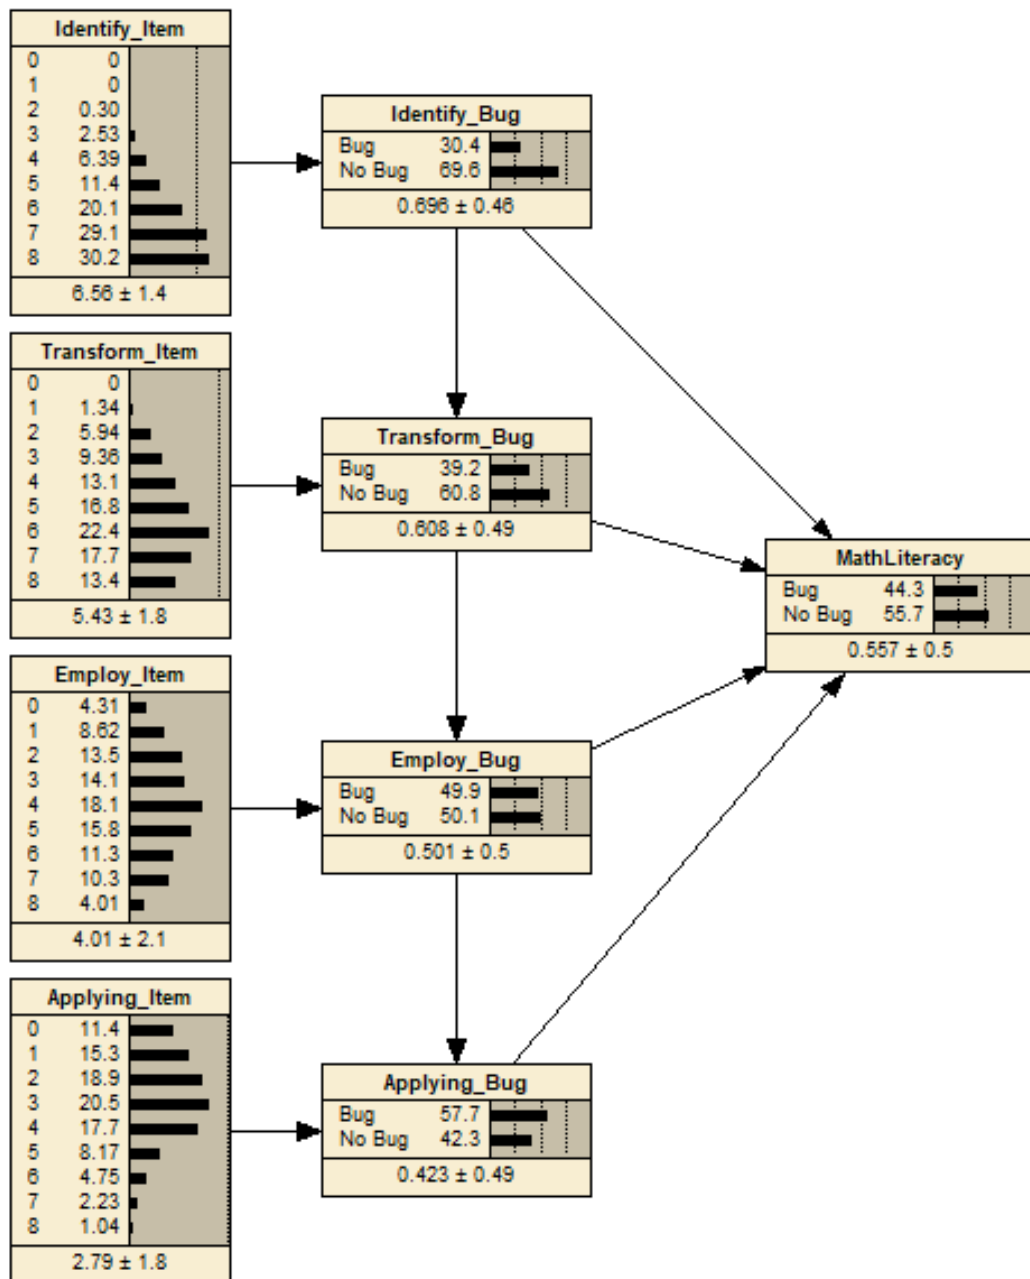 Identify_Item
0 0
1 0
2 0.30
3 2.53
4 6.39
5 11.4
6 20.1
7 29.1
8 30.2
6.56 ± 1.4
Identify_Bug
Bug 30.4
No Bug 69.6
0.696 ± 0.46
Transform_Item
0 0
1 1.34
2 5.94
3 9.36
4 13.1
5 16.8
6 22.4
7 17.7
8 13.4
5.43 ± 1.8
Transform_Bug
Bug 39.2
No Bug 60.8
0.608 ± 0.49
MathLiteracy
Bug 44.3
No Bug 55.7
0.557 ± 0.5
Employ_Item
0 4.31
1 8.62
2 13.5
3 14.1
4 18.1
5 15.8
6 11.3
7 10.3
8 4.01
4.01 ± 2.1
Employ_Bug
Bug 49.9
No Bug 50.1
0.501 ± 0.5
Applying_Item
0 11.4
1 15.3
2 18.9
3 20.5
4 17.7
5 8.17
6 4.75
7 2.23
8 1.04
2.79 ± 1.8
Applying_Bug
Bug 57.7
No Bug 42.3
0.423 ± 0.49